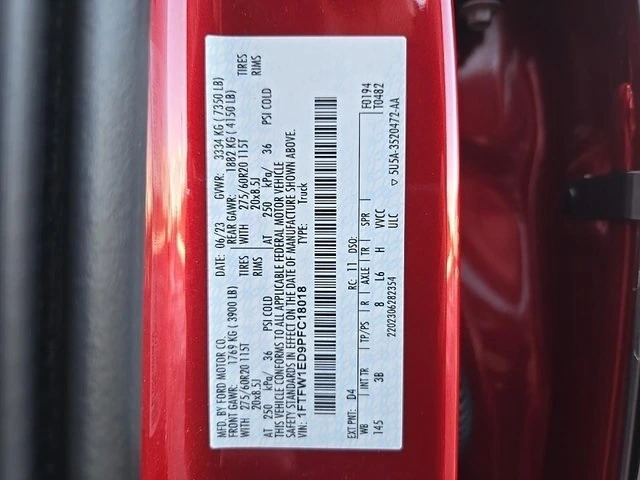 MFD. BY FORD MOTOR CO. DATE: 06/23 GVWR: 3334 KG ( 7350 LB)
FRONT GAWR: 1769 KG ( 3900 LB) REAR GAWR: 1882 KG ( 4150 LB)
WITH 275/60R20 115T TIRES WITH 275/60R20 115T TIRES
20x8.5J RIMS 20x8.5J RIMS
AT 250 kPa/ 36 PSI COLD AT 250 kPa/ 36 PSI COLD
THIS VEHICLE CONFORMS TO ALL APPLICABLE FEDERAL MOTOR VEHICLE
SAFETY STANDARDS IN EFFECT ON THE DATE OF MANUFACTURE SHOWN ABOVE.
VIN: 1FTFW1ED9PFC18018 TYPE: Truck
EXT PNT: D4 RC: 11 DSO: F0194
T0482
WB INT TR TP/PS R AXLE TR SPR
145 3B 8 L6 H VVCC
2202306282354 ULC
▽ 5U5A-3520472-AA